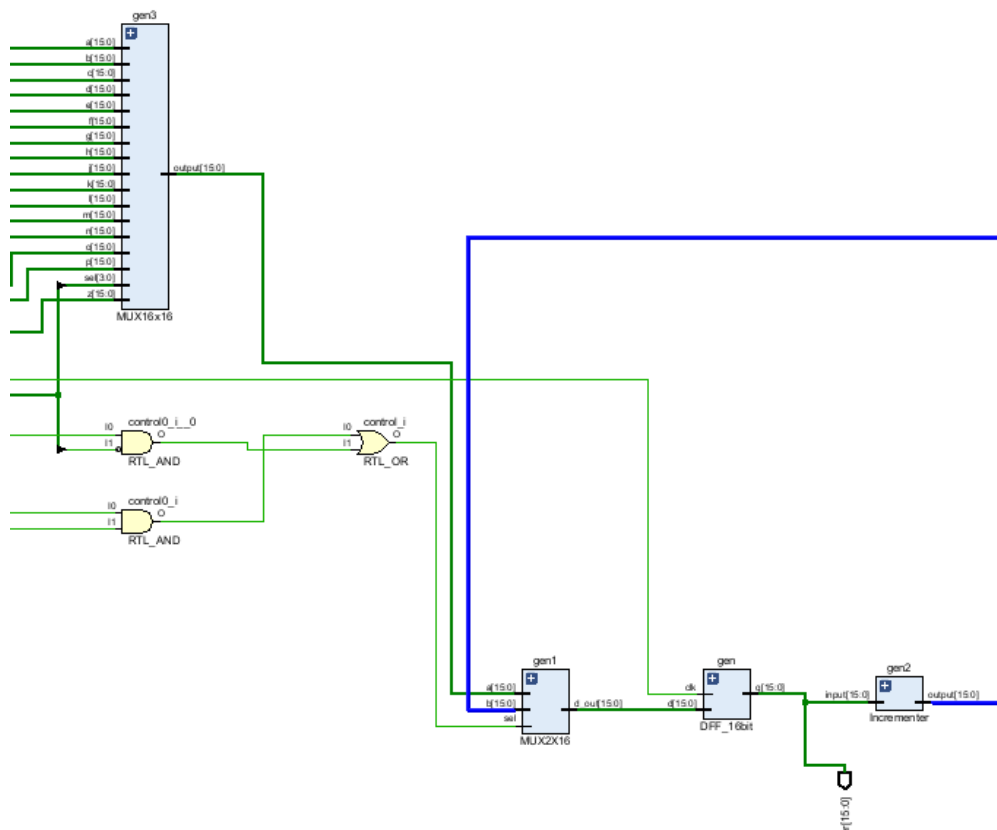 gen3
a[15:0]
b[15:0]
c[15:0]
d[15:0]
e[15:0]
f[15:0]
g[15:0]
h[15:0]
j[15:0]
k[15:0]
l[15:0]
m[15:0]
n[15:0]
o[15:0]
p[15:0]
sel[3:0]
z[15:0]
output[15:0]
MUX16x16
control0_i__0
I0
I1
O
RTL_AND
control_i
I0
I1
O
RTL_OR
control0_i
I0
I1
O
RTL_AND
gen1
a[15:0]
b[15:0]
sel
d_out[15:0]
MUX2X16
gen
clk
d[15:0]
q[15:0]
DFF_16bit
gen2
input[15:0]
output[15:0]
Incrementer
r[15:0]